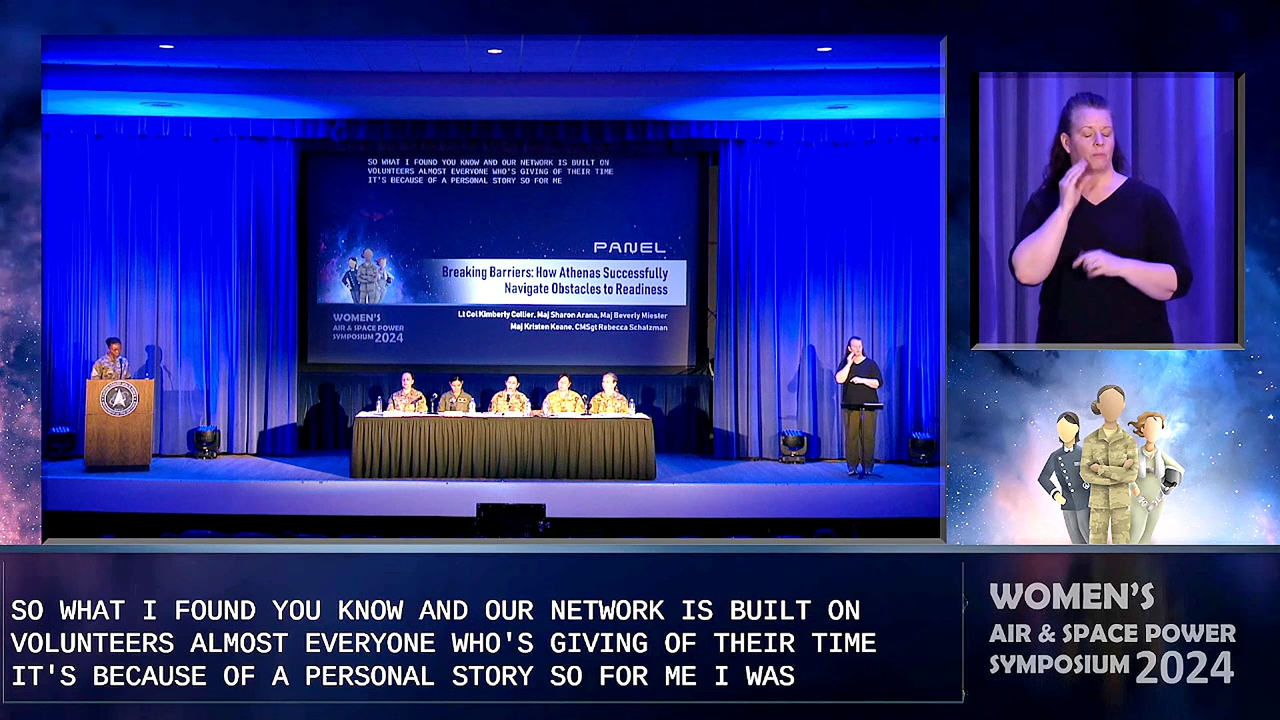 SO WHAT I FOUND YOU KNOW AND OUR NETWORK IS BUILT ON
VOLUNTEERS ALMOST EVERYONE WHO'S GIVING OF THEIR TIME
IT'S BECAUSE OF A PERSONAL STORY SO FOR ME
PANEL
Breaking Barriers: How Athenas Successfully
Navigate Obstacles to Readiness
Lt Col Kimberly Collier, Maj Sharon Arana, Maj Beverly Miester
Maj Kristen Keane, CMSgt Rebecca Schatzman
WOMEN'S
AIR & SPACE POWER
SYMPOSIUM 2024
SO WHAT I FOUND YOU KNOW AND OUR NETWORK IS BUILT ON
VOLUNTEERS ALMOST EVERYONE WHO'S GIVING OF THEIR TIME
IT'S BECAUSE OF A PERSONAL STORY SO FOR ME I WAS
WOMEN'S
AIR & SPACE POWER
SYMPOSIUM 2024